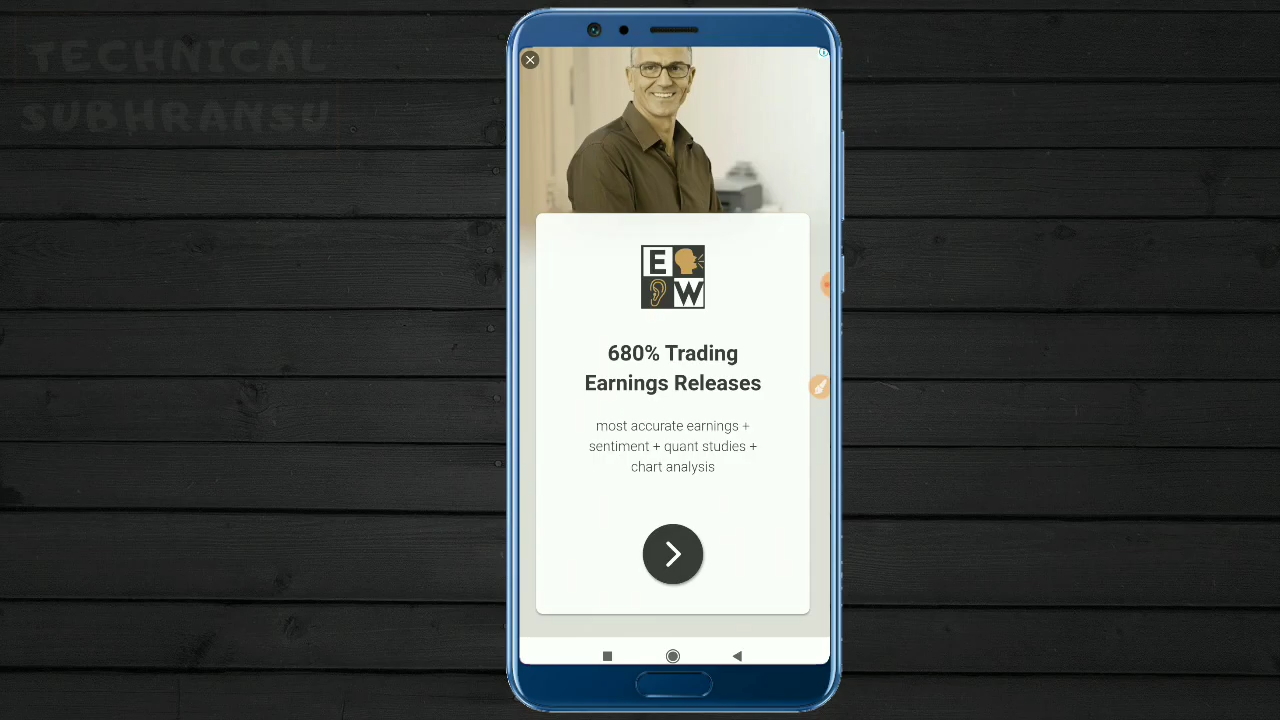 TECHNICAL
SUBHRANSU
E
W
680% Trading
Earnings Releases
most accurate earnings +
sentiment + quant studies +
chart analysis